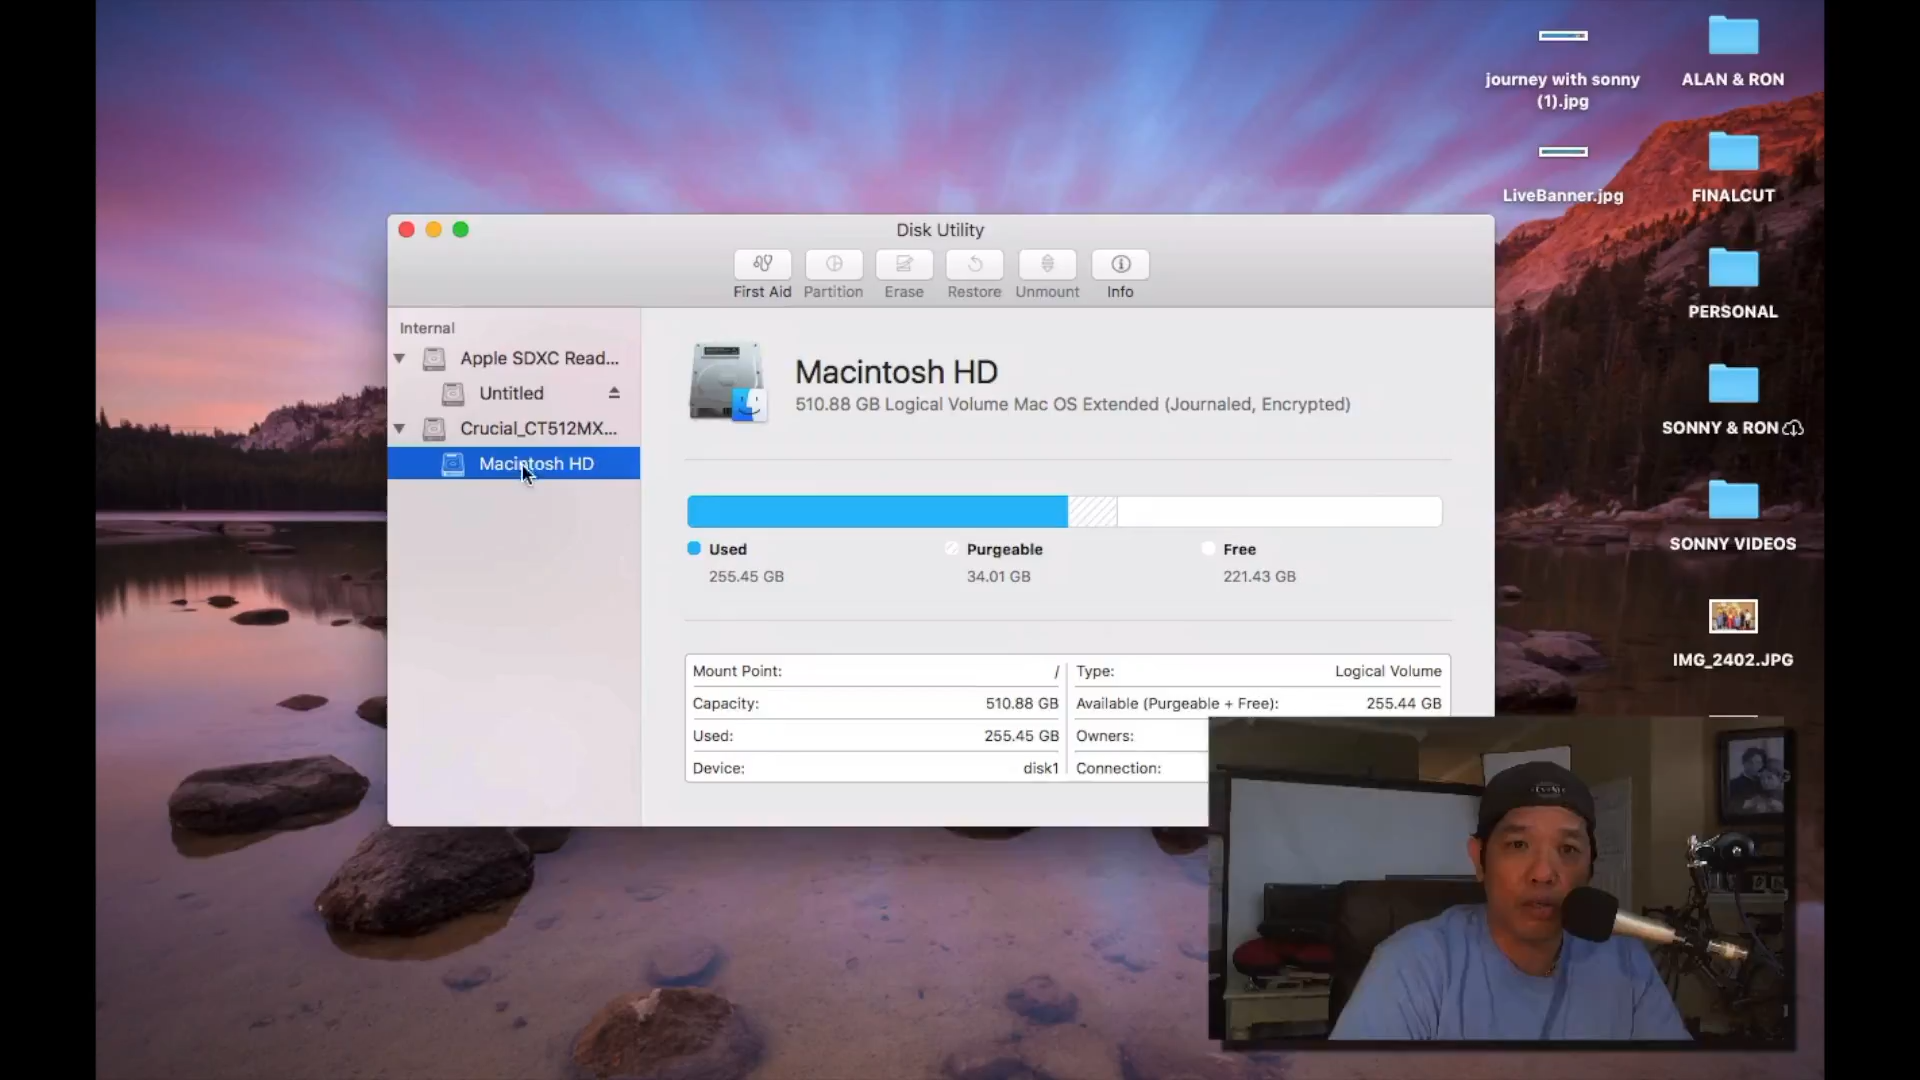 Disk Utility
First Aid
Partition
Erase
Restore
Unmount
Info
Internal
Apple SDXC Read...
Untitled
Crucial_CT512MX...
Macintosh HD
Macintosh HD
510.88 GB Logical Volume Mac OS Extended (Journaled, Encrypted)
Used
255.45 GB
Purgeable
34.01 GB
Free
221.43 GB
Mount Point: /
Capacity: 510.88 GB
Used: 255.45 GB
Device: disk1
Type: Logical Volume
Available (Purgeable + Free): 255.44 GB
Owners:
Connection:
journey with sonny
(1).jpg
LiveBanner.jpg
ALAN & RON
FINALCUT
PERSONAL
SONNY & RON
SONNY VIDEOS
IMG_2402.JPG